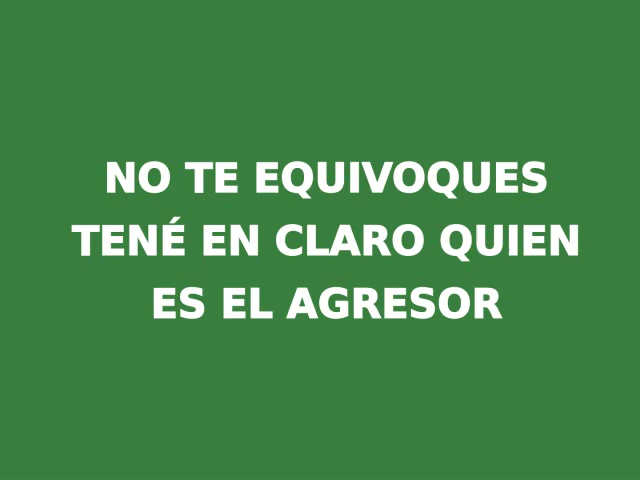 NO TE EQUIVOQUES
TENÉ EN CLARO QUIEN
ES EL AGRESOR